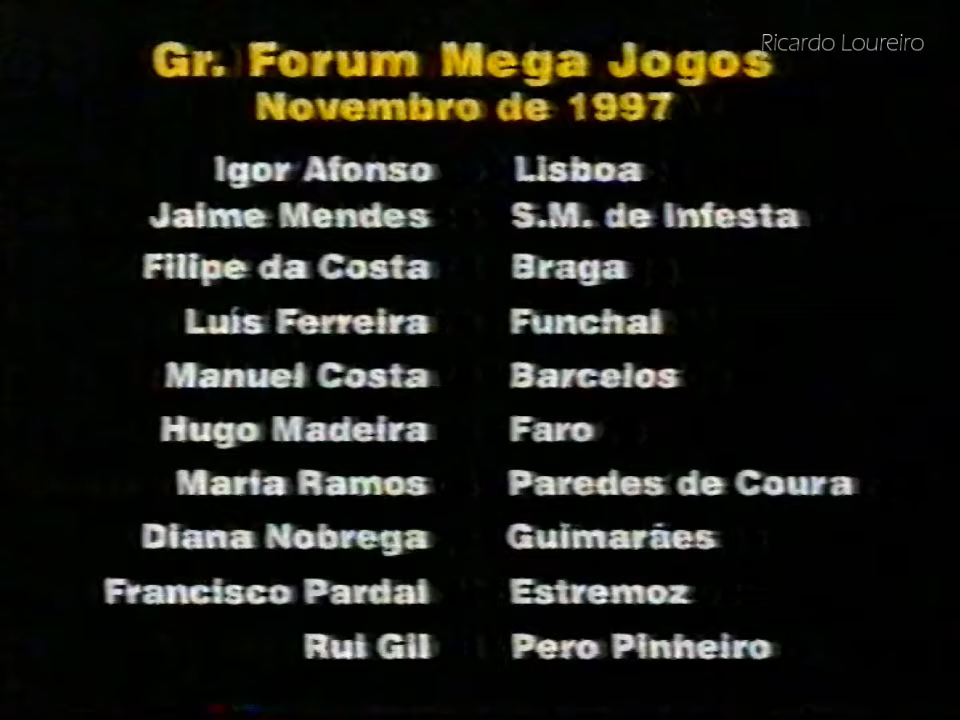 Ricardo Loureiro
Gr. Forum Mega Jogos
Novembro de 1997
Igor Afonso Lisboa
Jaime Mendes S.M. de Infesta
Filipe da Costa Braga
Luís Ferreira Funchal
Manuel Costa Barcelos
Hugo Madeira Faro
Maria Ramos Paredes de Coura
Diana Nobrega Guimarães
Francisco Pardal Estremoz
Rui Gil Pero Pinheiro